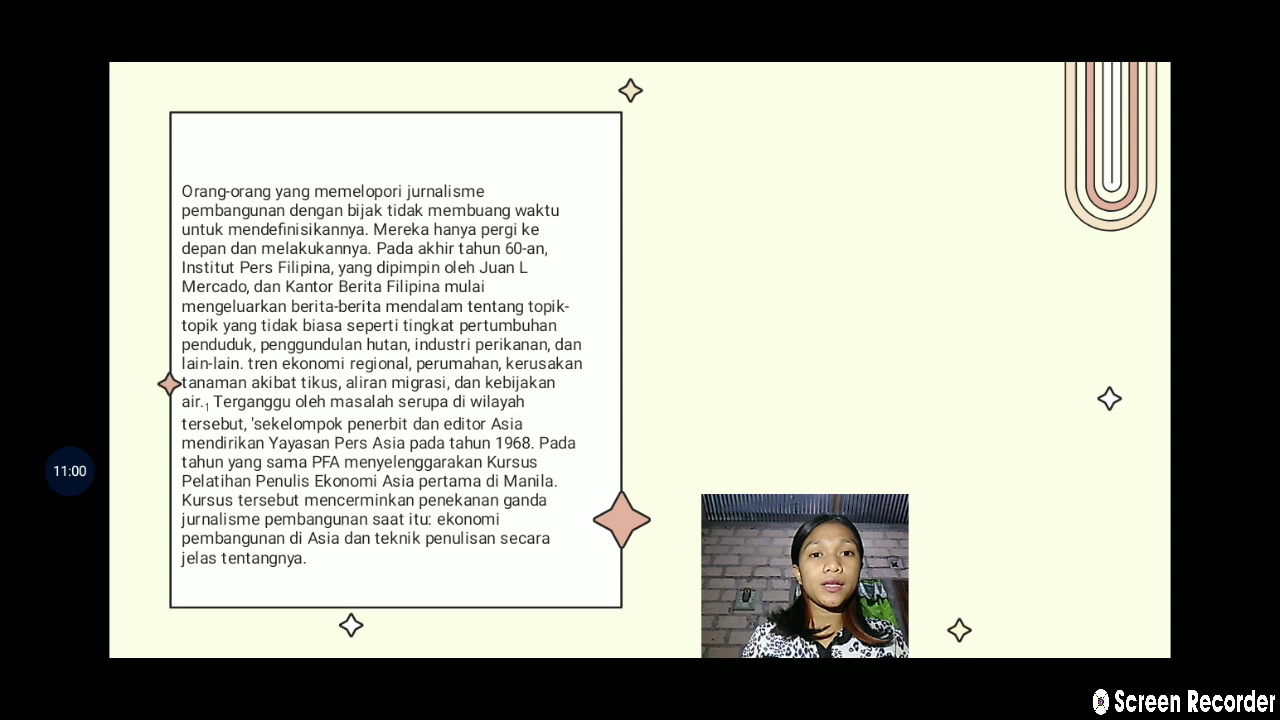 Orang-orang yang memelopori jurnalisme
pembangunan dengan bijak tidak membuang waktu
untuk mendefinisikannya. Mereka hanya pergi ke
depan dan melakukannya. Pada akhir tahun 60-an,
Institut Pers Filipina, yang dipimpin oleh Juan L
Mercado, dan Kantor Berita Filipina mulai
mengeluarkan berita-berita mendalam tentang topik-
topik yang tidak biasa seperti tingkat pertumbuhan
penduduk, penggundulan hutan, industri perikanan, dan
lain-lain. tren ekonomi regional, perumahan, kerusakan
tanaman akibat tikus, aliran migrasi, dan kebijakan
air.₁ Terganggu oleh masalah serupa di wilayah
tersebut, 'sekelompok penerbit dan editor Asia
mendirikan Yayasan Pers Asia pada tahun 1968. Pada
tahun yang sama PFA menyelenggarakan Kursus
Pelatihan Penulis Ekonomi Asia pertama di Manila.
Kursus tersebut mencerminkan penekanan ganda
jurnalisme pembangunan saat itu: ekonomi
pembangunan di Asia dan teknik penulisan secara
jelas tentangnya.
11:00
Screen Recorder